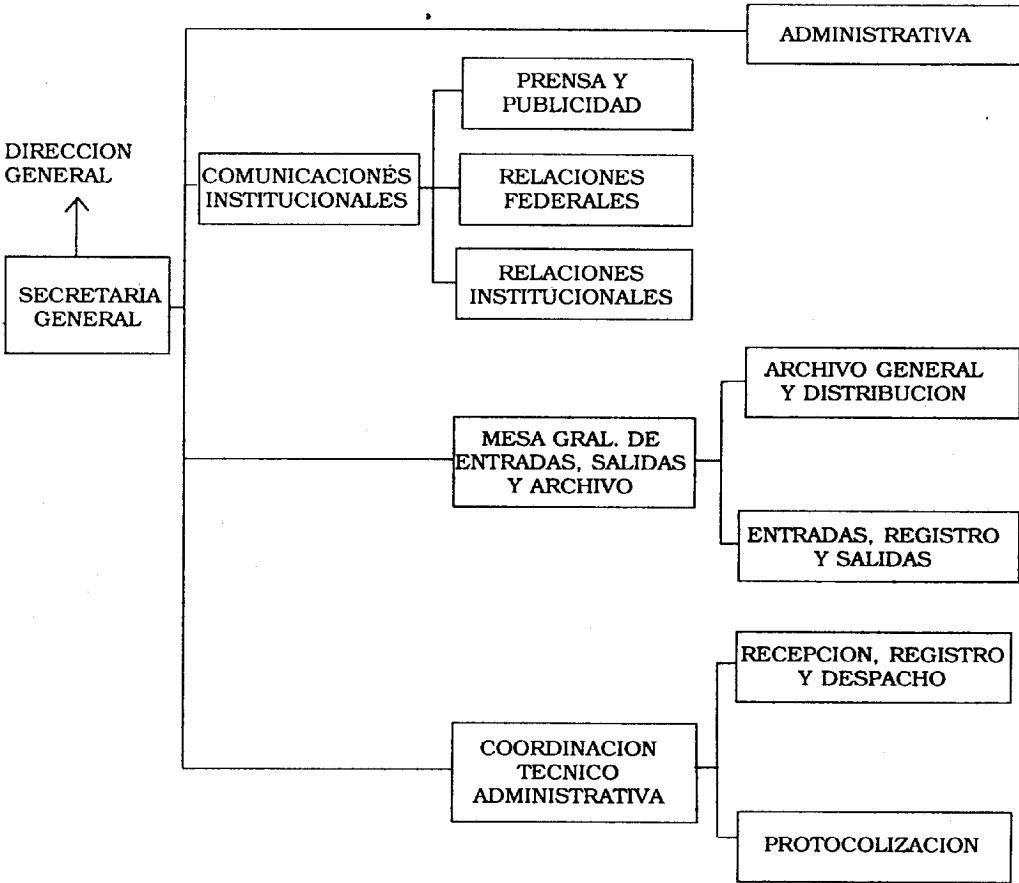 ADMINISTRATIVA
PRENSA Y
PUBLICIDAD
DIRECCION
GENERAL
COMUNICACIONES
INSTITUCIONALES
RELACIONES
FEDERALES
RELACIONES
INSTITUCIONALES
SECRETARIA
GENERAL
ARCHIVO GENERAL
Y DISTRIBUCION
MESA GRAL. DE
ENTRADAS, SALIDAS
Y ARCHIVO
ENTRADAS, REGISTRO
Y SALIDAS
RECEPCION, REGISTRO
Y DESPACHO
COORDINACION
TECNICO
ADMINISTRATIVA
PROTOCOLIZACION